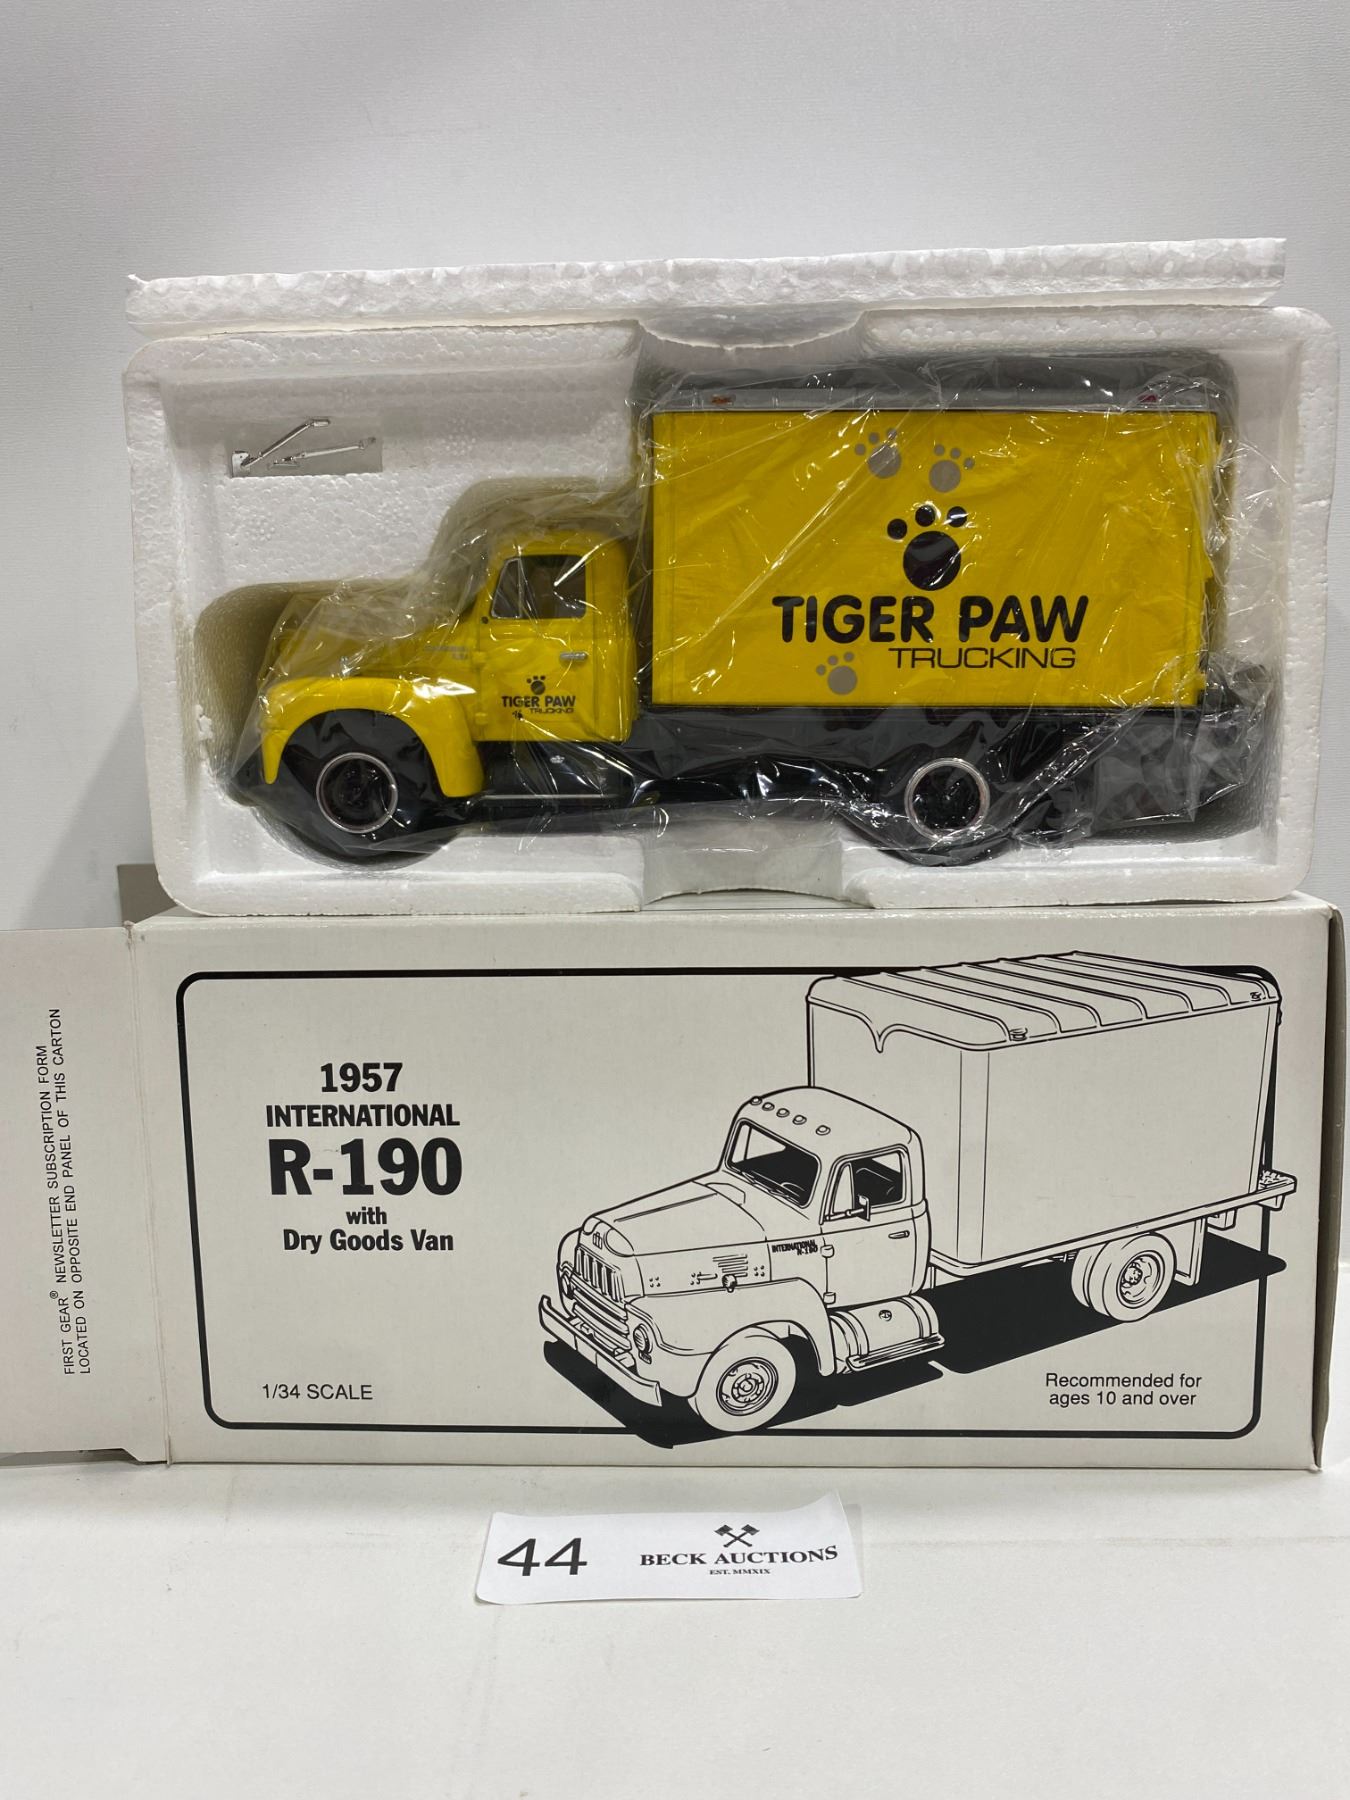 TIGER PAW
TRUCKING
TIGER PAW
TRUCKING
FIRST GEAR® NEWSLETTER SUBSCRIPTION FORM
LOCATED ON OPPOSITE END PANEL OF THIS CARTON
1957
INTERNATIONAL
R-190
with
Dry Goods Van
INTERNATIONAL
R-190
1/34 SCALE
Recommended for
ages 10 and over
44
BECK AUCTIONS
EST. MMXIX